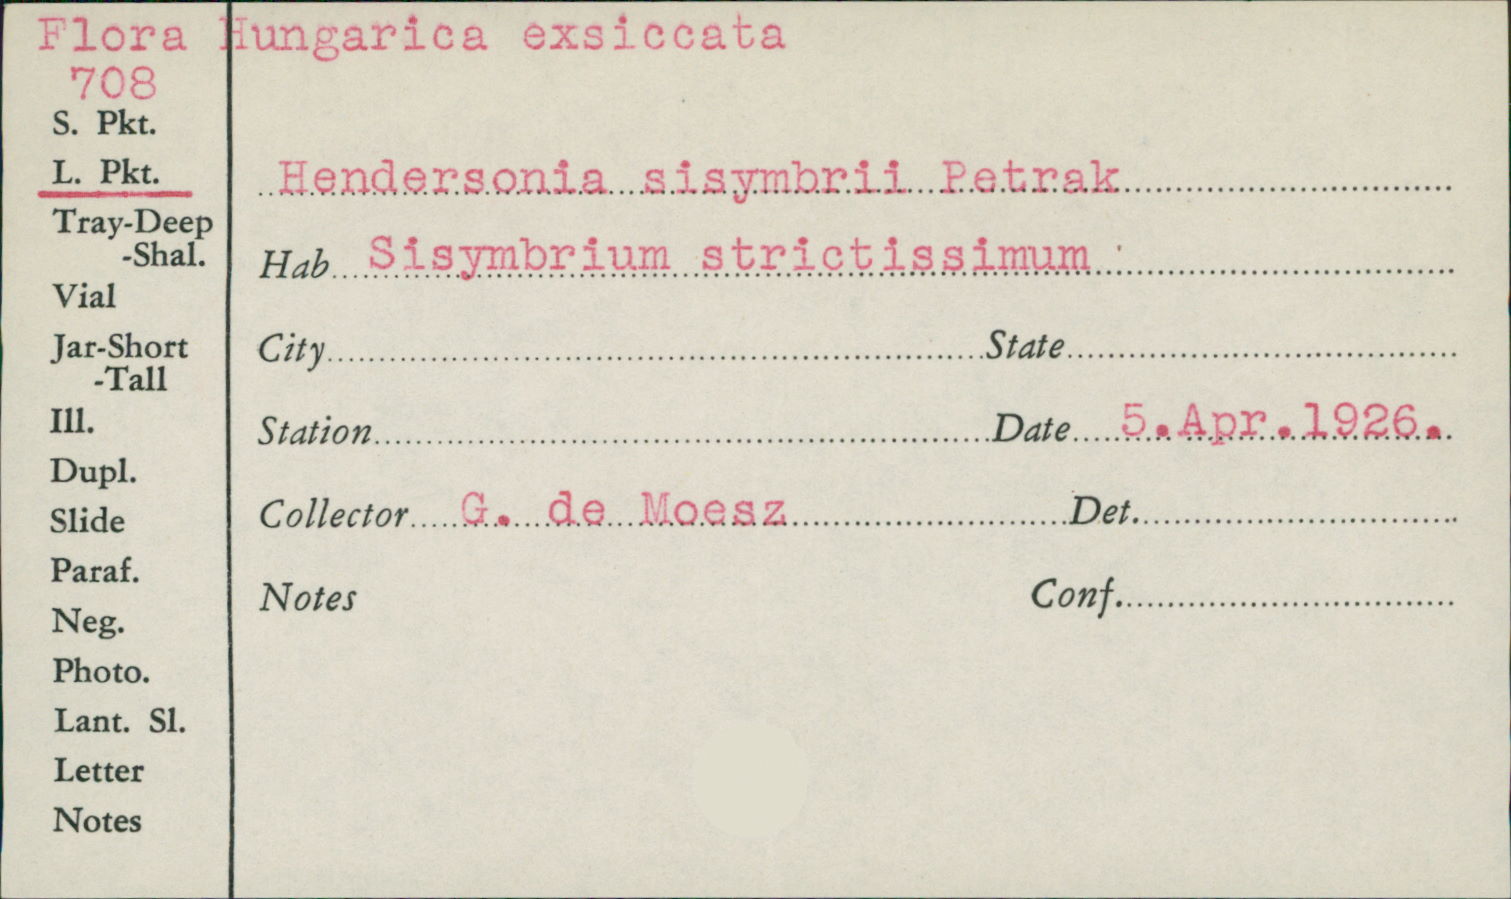 Flora Hungarica exsiccata
708
S. Pkt.
L. Pkt.
Tray-Deep
-Shal.
Vial
Jar-Short
-Tall
Ill.
Dupl.
Slide
Paraf.
Neg.
Photo.
Lant. Sl.
Letter
Notes
Hendersonia sisymbrii Petrak
Hab Sisymbrium strictissimum
City State
Station Date 5.Apr.1926.
Collector G. de Moesz Det.
Notes Conf.